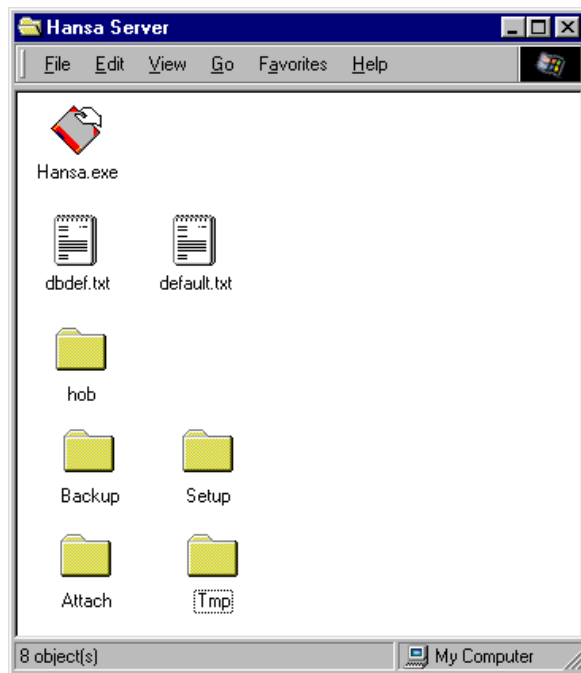 Hansa Server
File Edit View Go Favorites Help
Hansa.exe
dbdef.txt default.txt
hob
Backup Setup
Attach Tmp
8 object(s) My Computer